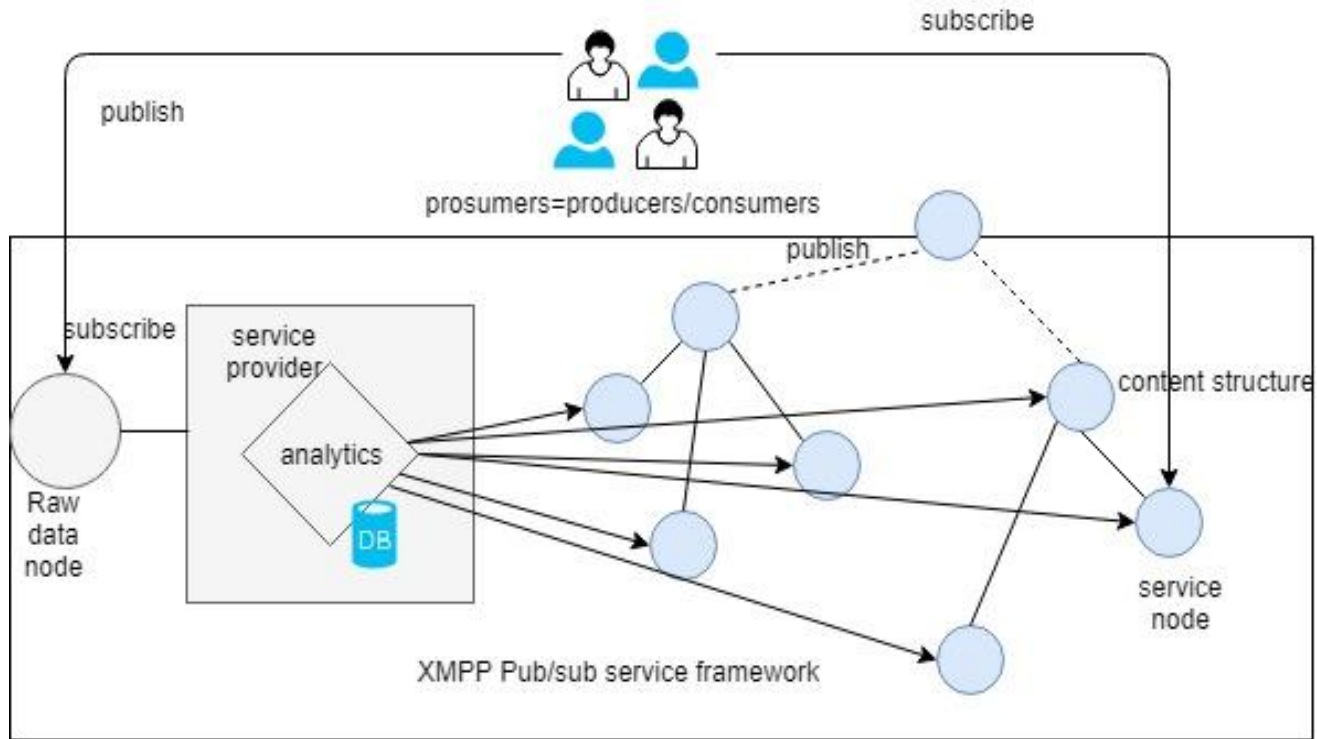 subscribe
publish
prosumers=producers/consumers
publish
subscribe
service
provider
content structure
analytics
Raw
data
node
DB
service
node
XMPP Pub/sub service framework